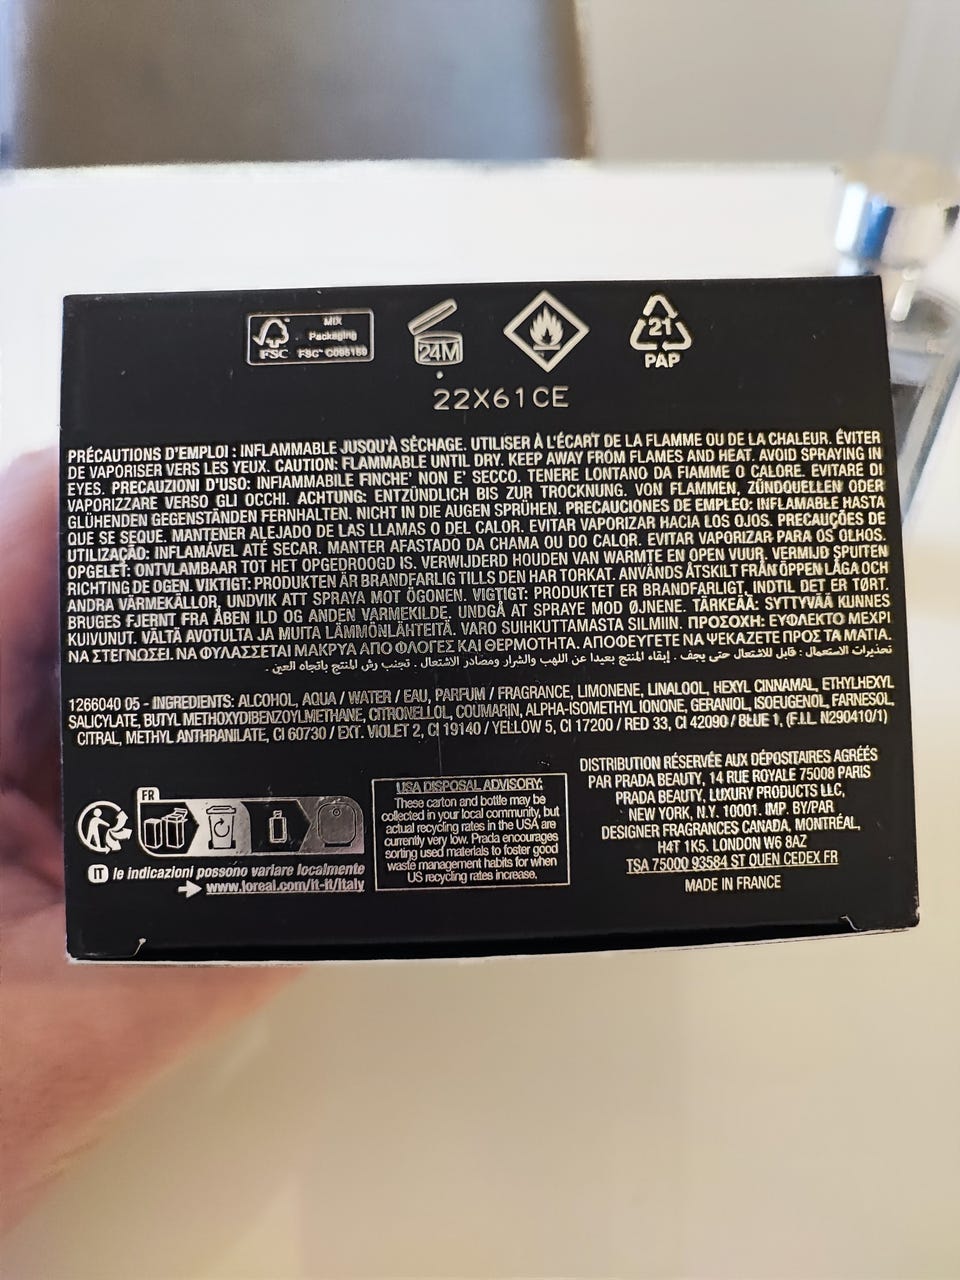 MIX
Packaging
FSC
FSC™ C095159
24M
21
PAP
22X61CE
PRÉCAUTIONS D'EMPLOI : INFLAMMABLE JUSQU'À SÉCHAGE. UTILISER À L'ÉCART DE LA FLAMME OU DE LA CHALEUR. ÉVITER
DE VAPORISER VERS LES YEUX. CAUTION: FLAMMABLE UNTIL DRY. KEEP AWAY FROM FLAMES AND HEAT. AVOID SPRAYING IN
EYES. PRECAUZIONI D'USO: INFIAMMABILE FINCHE' NON E' SECCO. TENERE LONTANO DA FIAMME O CALORE. EVITARE DI
VAPORIZZARE VERSO GLI OCCHI. ACHTUNG: ENTZÜNDLICH BIS ZUR TROCKNUNG. VON FLAMMEN, ZÜNDQUELLEN ODER
GLÜHENDEN GEGENSTÄNDEN FERNHALTEN. NICHT IN DIE AUGEN SPRÜHEN. PRECAUCIONES DE EMPLEO: INFLAMABLE HASTA
QUE SE SEQUE. MANTENER ALEJADO DE LAS LLAMAS O DEL CALOR. EVITAR VAPORIZAR HACIA LOS OJOS. PRECAUÇÕES DE
UTILIZAÇÃO: INFLAMÁVEL ATÉ SECAR. MANTER AFASTADO DA CHAMA OU DO CALOR. EVITAR VAPORIZAR PARA OS OLHOS.
OPGELET: ONTVLAMBAAR TOT HET OPGEDROOGD IS. VERWIJDERD HOUDEN VAN WARMTE EN OPEN VUUR. VERMIJD SPUITEN
RICHTING DE OGEN. VIKTIGT: PRODUKTEN ÄR BRANDFARLIG TILLS DEN HAR TORKAT. ANVÄNDS ÅTSKILT FRÅN ÖPPEN LÅGA OCH
ANDRA VÄRMEKÄLLOR, UNDVIK ATT SPRAYA MOT ÖGONEN. VIGTIGT: PRODUKTET ER BRANDFARLIGT, INDTIL DET ER TØRT.
BRUGES FJERNT FRA ÅBEN ILD OG ANDEN VARMEKILDE, UNDGÅ AT SPRAYE MOD ØJNENE. TÄRKEÄÄ: SYTTYVÄÄ KUNNES
KUIVUNUT. VÄLTÄ AVOTULTA JA MUITA LÄMMÖNLÄHTEITÄ. VARO SUIHKUTTAMASTA SILMIIN. ΠΡΟΣΟΧΗ: ΕΥΦΛΕΚΤΟ ΜΕΧΡΙ
ΝΑ ΣΤΕΓΝΩΣΕΙ. ΝΑ ΦΥΛΑΣΣΕΤΑΙ ΜΑΚΡΥΑ ΑΠΟ ΦΛΟΓΕΣ ΚΑΙ ΘΕΡΜΟΤΗΤΑ. ΑΠΟΦΕΥΓΕΤΕ ΝΑ ΨΕΚΑΖΕΤΕ ΠΡΟΣ ΤΑ ΜΑΤΙΑ.
تحذيرات الاستعمال : قابل للاشتعال حتى يجف . إبقاء المنتج بعيدا عن اللهب والشرار ومصادر الاشتعال . تجنب رش المنتج باتجاه العين .
1266040 05 - INGREDIENTS: ALCOHOL, AQUA / WATER / EAU, PARFUM / FRAGRANCE, LIMONENE, LINALOOL, HEXYL CINNAMAL, ETHYLHEXYL
SALICYLATE, BUTYL METHOXYDIBENZOYLMETHANE, CITRONELLOL, COUMARIN, ALPHA-ISOMETHYL IONONE, GERANIOL, ISOEUGENOL, FARNESOL,
CITRAL, METHYL ANTHRANILATE, CI 60730 / EXT. VIOLET 2, CI 19140 / YELLOW 5, CI 17200 / RED 33, CI 42090 / BLUE 1, (F.I.L. N290410/1)
FR
IT le indicazioni possono variare localmente
www.loreal.com/it-it/Italy
USA DISPOSAL ADVISORY:
These carton and bottle may be
collected in your local community, but
actual recycling rates in the USA are
currently very low. Prada encourages
sorting used materials to foster good
waste management habits for when
US recycling rates increase.
DISTRIBUTION RÉSERVÉE AUX DÉPOSITAIRES AGRÉÉS
PAR PRADA BEAUTY, 14 RUE ROYALE 75008 PARIS
PRADA BEAUTY, LUXURY PRODUCTS LLC,
NEW YORK, N.Y. 10001. IMP. BY/PAR
DESIGNER FRAGRANCES CANADA, MONTRÉAL,
H4T 1K5. LONDON W6 8AZ
TSA 75000 93584 ST OUEN CEDEX FR
MADE IN FRANCE